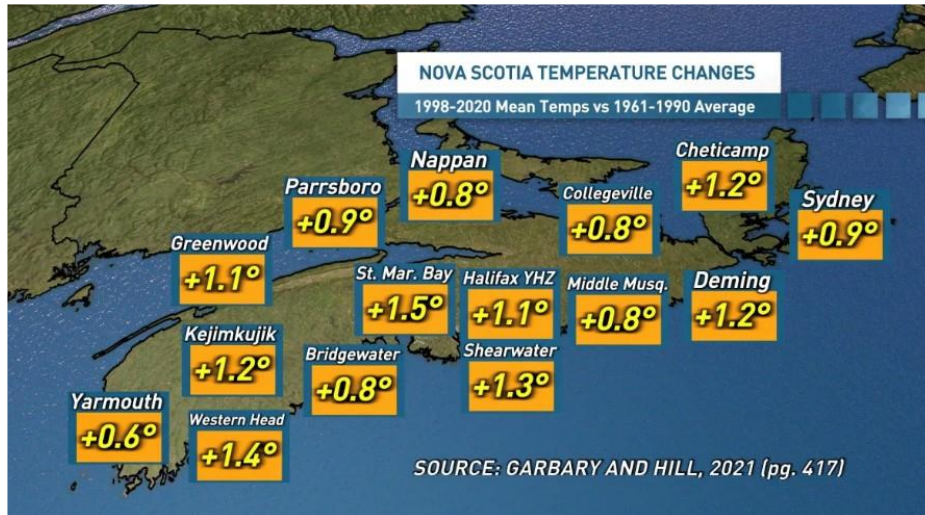 NOVA SCOTIA TEMPERATURE CHANGES
1998-2020 Mean Temps vs 1961-1990 Average
Cheticamp
+1.2°
Nappan
+0.8°
Parrsboro
+0.9°
Collegeville
+0.8°
Sydney
+0.9°
Greenwood
+1.1°
St. Mar. Bay
+1.5°
Halifax YHZ
+1.1°
Middle Musq.
+0.8°
Deming
+1.2°
Kejimkujik
+1.2°
Bridgewater
+0.8°
Shearwater
+1.3°
Yarmouth
+0.6°
Western Head
+1.4°
SOURCE: GARBARY AND HILL, 2021 (pg. 417)